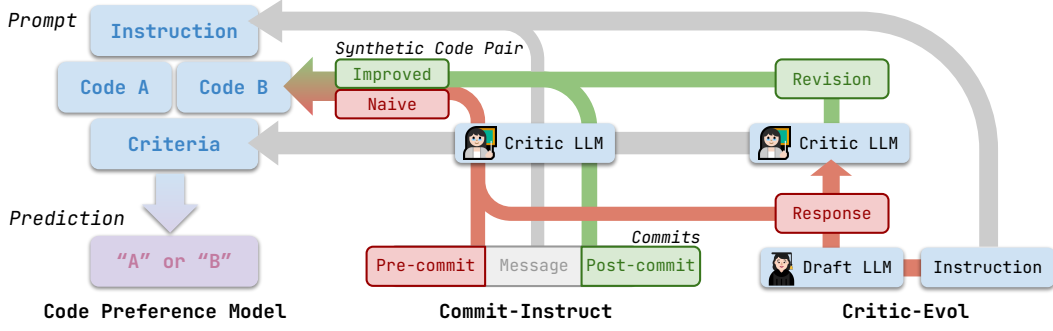 Prompt
Instruction
Code A
Code B
Criteria
Prediction
“A” or “B”
Code Preference Model
Synthetic Code Pair
Improved
Naive
Critic LLM
Commits
Pre-commit
Message
Post-commit
Commit-Instruct
Revision
Critic LLM
Response
Draft LLM
Instruction
Critic-Evol